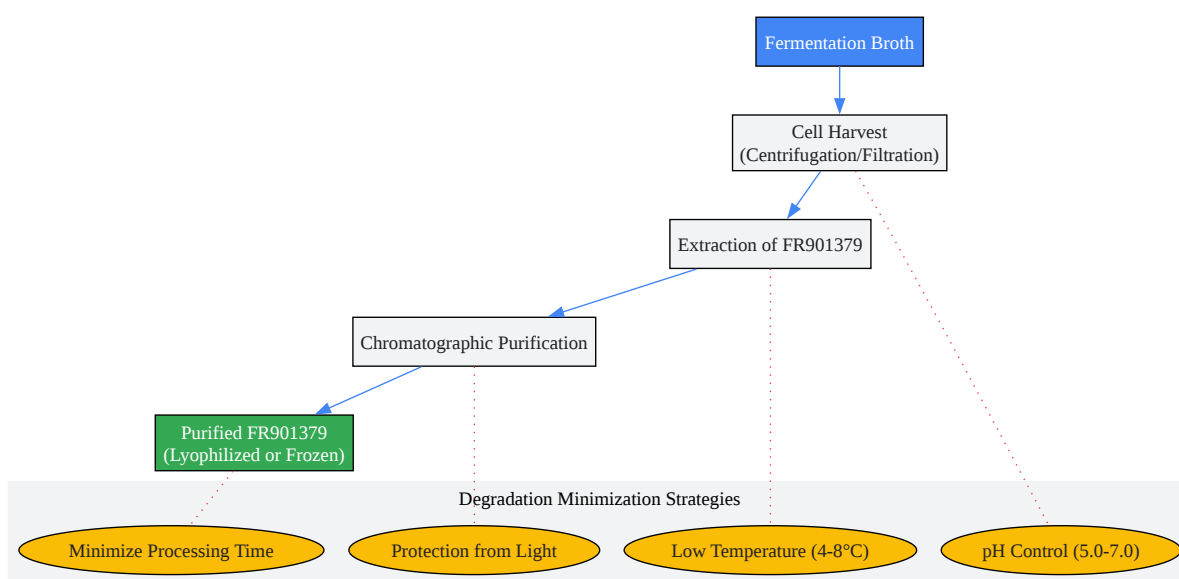 Fermentation Broth
Cell Harvest
(Centrifugation/Filtration)
Extraction of FR901379
Chromatographic Purification
Purified FR901379
(Lyophilized or Frozen)
Degradation Minimization Strategies
Minimize Processing Time
Protection from Light
Low Temperature (4-8°C)
pH Control (5.0-7.0)